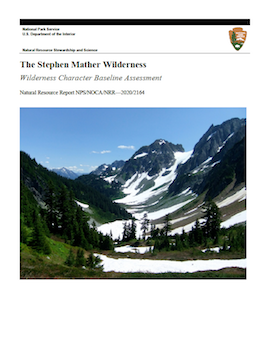 National Park Service
U.S. Department of the Interior
Natural Resource Stewardship and Science
The Stephen Mather Wilderness
Wilderness Character Baseline Assessment
Natural Resource Report NPS/NOCA/NRR—2020/2164